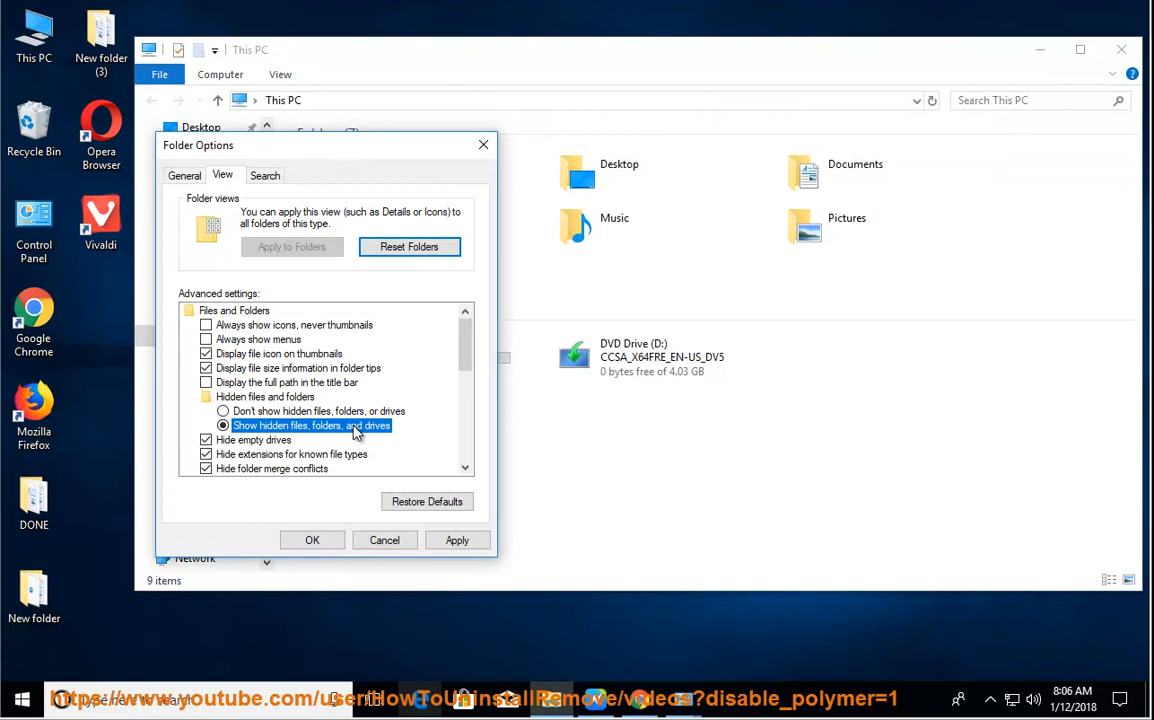 This PC
New folder
(3)
Recycle Bin
Opera
Browser
Control
Panel
Vivaldi
Google
Chrome
Mozilla
Firefox
DONE
New folder
This PC
File
Computer
View
This PC
Search This PC
Desktop
Desktop
Documents
Music
Pictures
DVD Drive (D:)
CCSA_X64FRE_EN-US_DV5
0 bytes free of 4.03 GB
Network
9 items
Folder Options
General
View
Search
Folder views
You can apply this view (such as Details or Icons) to
all folders of this type.
Apply to Folders
Reset Folders
Advanced settings:
Files and Folders
Always show icons, never thumbnails
Always show menus
Display file icon on thumbnails
Display file size information in folder tips
Display the full path in the title bar
Hidden files and folders
Don't show hidden files, folders, or drives
Show hidden files, folders, and drives
Hide empty drives
Hide extensions for known file types
Hide folder merge conflicts
Restore Defaults
OK
Cancel
Apply
https://www.youtube.com/user/HowToUninstallRemove/videos?disable_polymer=1
8:06 AM
1/12/2018